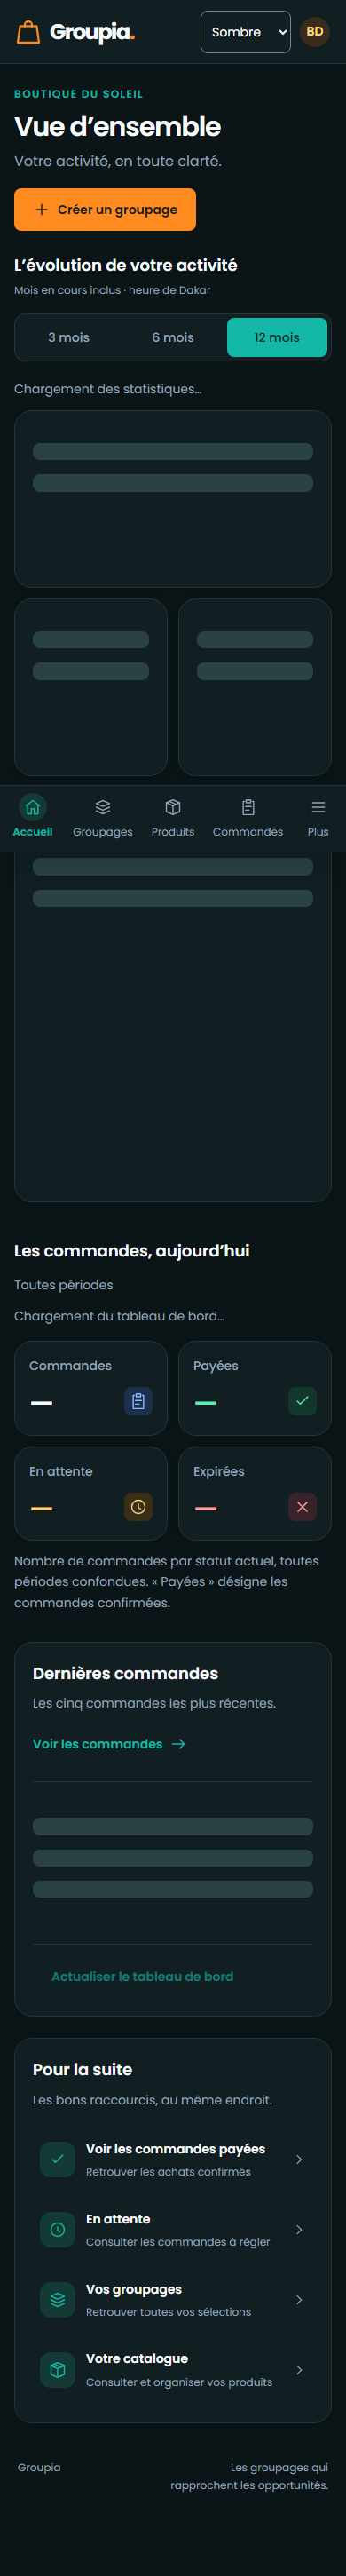 Groupia.
Sombre
BD
BOUTIQUE DU SOLEIL
Vue d’ensemble
Votre activité, en toute clarté.
Créer un groupage
L’évolution de votre activité
Mois en cours inclus · heure de Dakar
3 mois
6 mois
12 mois
Chargement des statistiques…
Accueil
Groupages
Produits
Commandes
Plus
Les commandes, aujourd’hui
Toutes périodes
Chargement du tableau de bord…
Commandes
—
Payées
—
En attente
—
Expirées
—
Nombre de commandes par statut actuel, toutes
périodes confondues. « Payées » désigne les
commandes confirmées.
Dernières commandes
Les cinq commandes les plus récentes.
Voir les commandes
Actualiser le tableau de bord
Pour la suite
Les bons raccourcis, au même endroit.
Voir les commandes payées
Retrouver les achats confirmés
En attente
Consulter les commandes à régler
Vos groupages
Retrouver toutes vos sélections
Votre catalogue
Consulter et organiser vos produits
Groupia
Les groupages qui
rapprochent les opportunités.